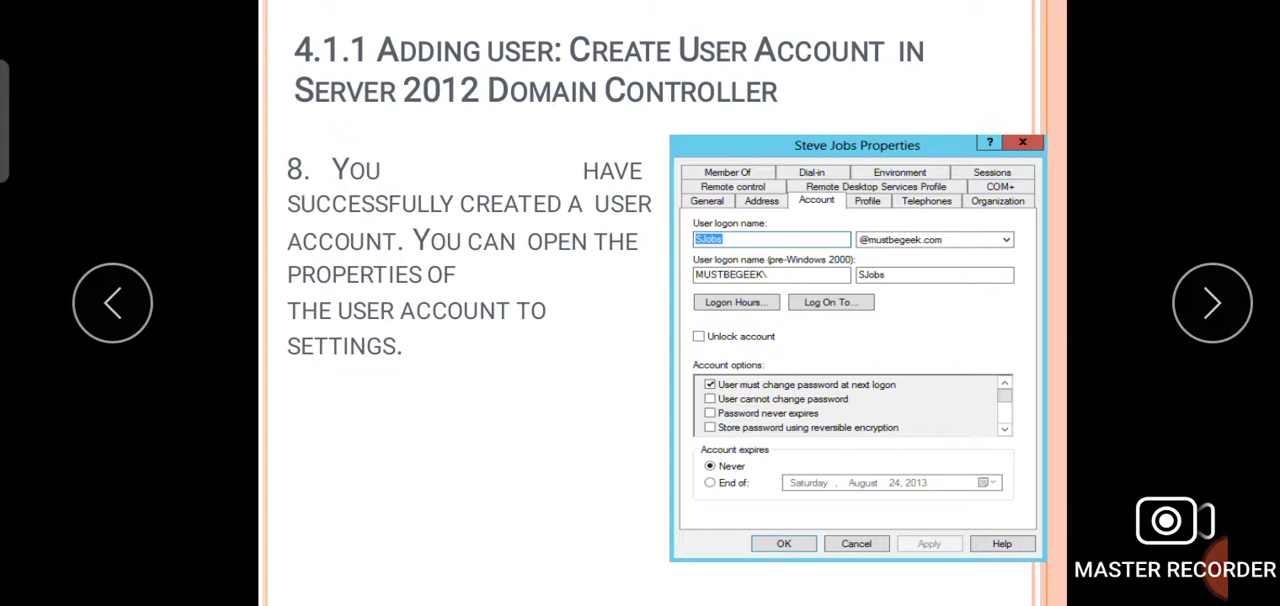 4.1.1 ADDING USER: CREATE USER ACCOUNT IN
SERVER 2012 DOMAIN CONTROLLER
8. YOU HAVE
SUCCESSFULLY CREATED A USER
ACCOUNT. YOU CAN OPEN THE
PROPERTIES OF
THE USER ACCOUNT TO
SETTINGS.
Steve Jobs Properties
? X
Member Of Dial-in Environment Sessions
Remote control Remote Desktop Services Profile COM+
General Address Account Profile Telephones Organization
User logon name:
SJobs @mustbegeek.com
User logon name (pre-Windows 2000):
MUSTBEGEEK\ SJobs
Logon Hours... Log On To...
Unlock account
Account options:
User must change password at next logon
User cannot change password
Password never expires
Store password using reversible encryption
Account expires
Never
End of: Saturday , August 24, 2013
OK Cancel Apply Help
MASTER RECORDER